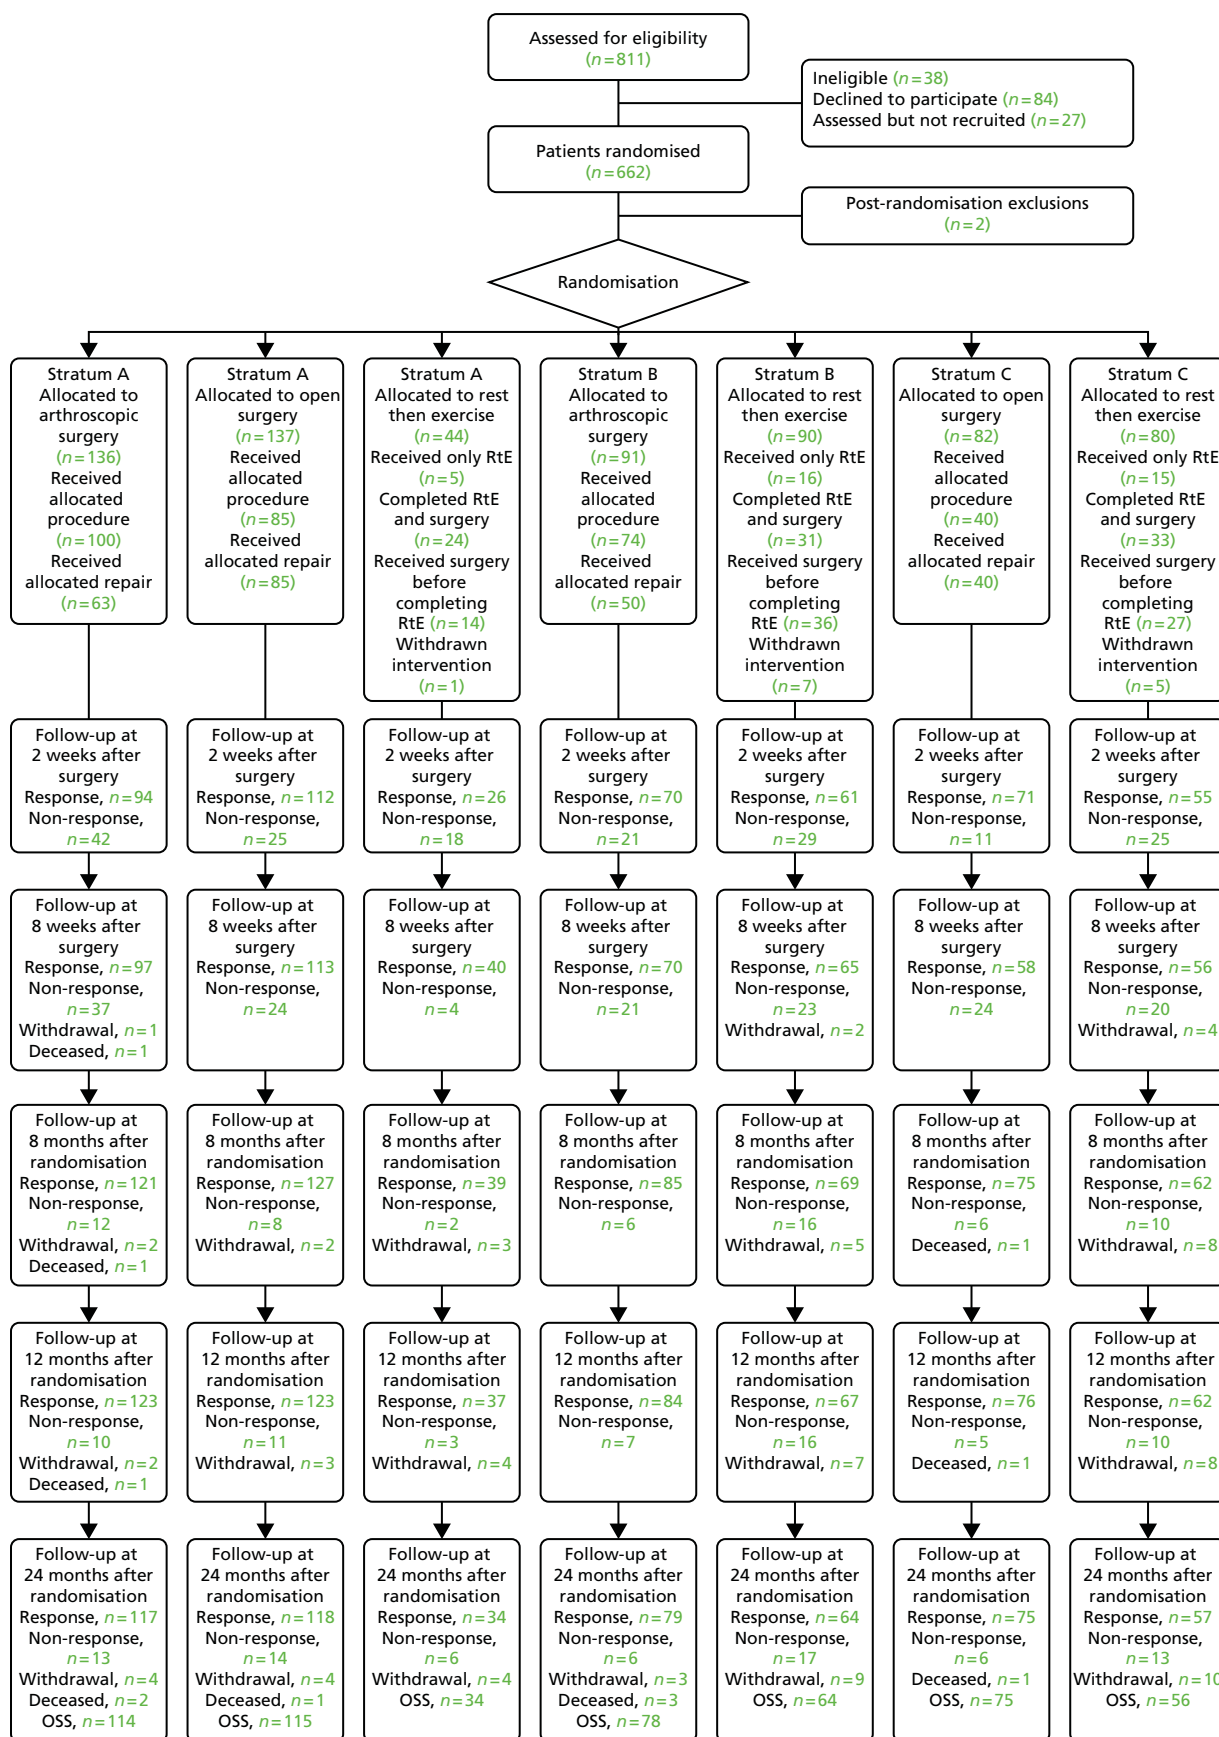 Assessed for eligibility
(n=811)
Ineligible (n=38)
Declined to participate (n=84)
Assessed but not recruited (n=27)
Patients randomised
(n=662)
Post-randomisation exclusions
(n=2)
Randomisation
Stratum A
Allocated to
arthroscopic
surgery
(n=136)
Received
allocated
procedure
(n=100)
Received
allocated repair
(n=63)
Stratum A
Allocated to open
surgery
(n=137)
Received
allocated
procedure
(n=85)
Received
allocated repair
(n=85)
Stratum A
Allocated to rest
then exercise
(n=44)
Received only RtE
(n=5)
Completed RtE
and surgery
(n=24)
Received surgery
before
completing
RtE (n=14)
Withdrawn
intervention
(n=1)
Stratum B
Allocated to
arthroscopic
surgery
(n=91)
Received
allocated
procedure
(n=74)
Received
allocated repair
(n=50)
Stratum B
Allocated to rest
then exercise
(n=90)
Received only RtE
(n=16)
Completed RtE
and surgery
(n=31)
Received surgery
before
completing
RtE (n=36)
Withdrawn
intervention
(n=7)
Stratum C
Allocated to open
surgery
(n=82)
Received
allocated
procedure
(n=40)
Received
allocated repair
(n=40)
Stratum C
Allocated to rest
then exercise
(n=80)
Received only RtE
(n=15)
Completed RtE
and surgery
(n=33)
Received surgery
before
completing
RtE (n=27)
Withdrawn
intervention
(n=5)
Follow-up at
2 weeks after
surgery
Response, n=94
Non-response,
n=42
Follow-up at
2 weeks after
surgery
Response, n=112
Non-response,
n=25
Follow-up at
2 weeks after
surgery
Response, n=26
Non-response,
n=18
Follow-up at
2 weeks after
surgery
Response, n=70
Non-response,
n=21
Follow-up at
2 weeks after
surgery
Response, n=61
Non-response,
n=29
Follow-up at
2 weeks after
surgery
Response, n=71
Non-response,
n=11
Follow-up at
2 weeks after
surgery
Response, n=55
Non-response,
n=25
Follow-up at
8 weeks after
surgery
Response, n=97
Non-response,
n=37
Withdrawal, n=1
Deceased, n=1
Follow-up at
8 weeks after
surgery
Response, n=113
Non-response,
n=24
Follow-up at
8 weeks after
surgery
Response, n=40
Non-response,
n=4
Follow-up at
8 weeks after
surgery
Response, n=70
Non-response,
n=21
Follow-up at
8 weeks after
surgery
Response, n=65
Non-response,
n=23
Withdrawal, n=2
Follow-up at
8 weeks after
surgery
Response, n=58
Non-response,
n=24
Follow-up at
8 weeks after
surgery
Response, n=56
Non-response,
n=20
Withdrawal, n=4
Follow-up at
8 months after
randomisation
Response, n=121
Non-response,
n=12
Withdrawal, n=2
Deceased, n=1
Follow-up at
8 months after
randomisation
Response, n=127
Non-response,
n=8
Withdrawal, n=2
Follow-up at
8 months after
randomisation
Response, n=39
Non-response,
n=2
Withdrawal, n=3
Follow-up at
8 months after
randomisation
Response, n=85
Non-response,
n=6
Follow-up at
8 months after
randomisation
Response, n=69
Non-response,
n=16
Withdrawal, n=5
Follow-up at
8 months after
randomisation
Response, n=75
Non-response,
n=6
Deceased, n=1
Follow-up at
8 months after
randomisation
Response, n=62
Non-response,
n=10
Withdrawal, n=8
Follow-up at
12 months after
randomisation
Response, n=123
Non-response,
n=10
Withdrawal, n=2
Deceased, n=1
Follow-up at
12 months after
randomisation
Response, n=123
Non-response,
n=11
Withdrawal, n=3
Follow-up at
12 months after
randomisation
Response, n=37
Non-response,
n=3
Withdrawal, n=4
Follow-up at
12 months after
randomisation
Response, n=84
Non-response,
n=7
Follow-up at
12 months after
randomisation
Response, n=67
Non-response,
n=16
Withdrawal, n=7
Follow-up at
12 months after
randomisation
Response, n=76
Non-response,
n=5
Deceased, n=1
Follow-up at
12 months after
randomisation
Response, n=62
Non-response,
n=10
Withdrawal, n=8
Follow-up at
24 months after
randomisation
Response, n=117
Non-response,
n=13
Withdrawal, n=4
Deceased, n=2
OSS, n=114
Follow-up at
24 months after
randomisation
Response, n=118
Non-response,
n=14
Withdrawal, n=4
Deceased, n=1
OSS, n=115
Follow-up at
24 months after
randomisation
Response, n=34
Non-response,
n=6
Withdrawal, n=4
OSS, n=34
Follow-up at
24 months after
randomisation
Response, n=79
Non-response,
n=6
Withdrawal, n=3
Deceased, n=3
OSS, n=78
Follow-up at
24 months after
randomisation
Response, n=64
Non-response,
n=17
Withdrawal, n=9
OSS, n=64
Follow-up at
24 months after
randomisation
Response, n=75
Non-response,
n=6
Deceased, n=1
OSS, n=75
Follow-up at
24 months after
randomisation
Response, n=57
Non-response,
n=13
Withdrawal, n=10
OSS, n=56